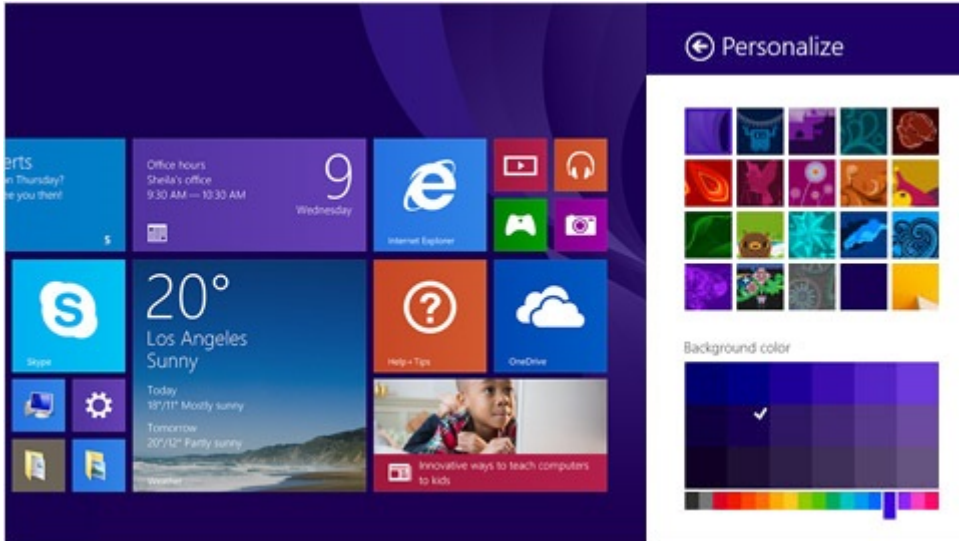 Personalize
erts
n Thursday?
ee you then!
Office hours
Sheila's office
9:30 AM — 10:30 AM
9
Wednesday
Internet Explorer
Skype
20°
Los Angeles
Sunny
Today
18°/11° Mostly sunny
Tomorrow
20°/12° Partly sunny
Weather
Help+Tips
OneDrive
Innovative ways to teach computers
to kids
Background color